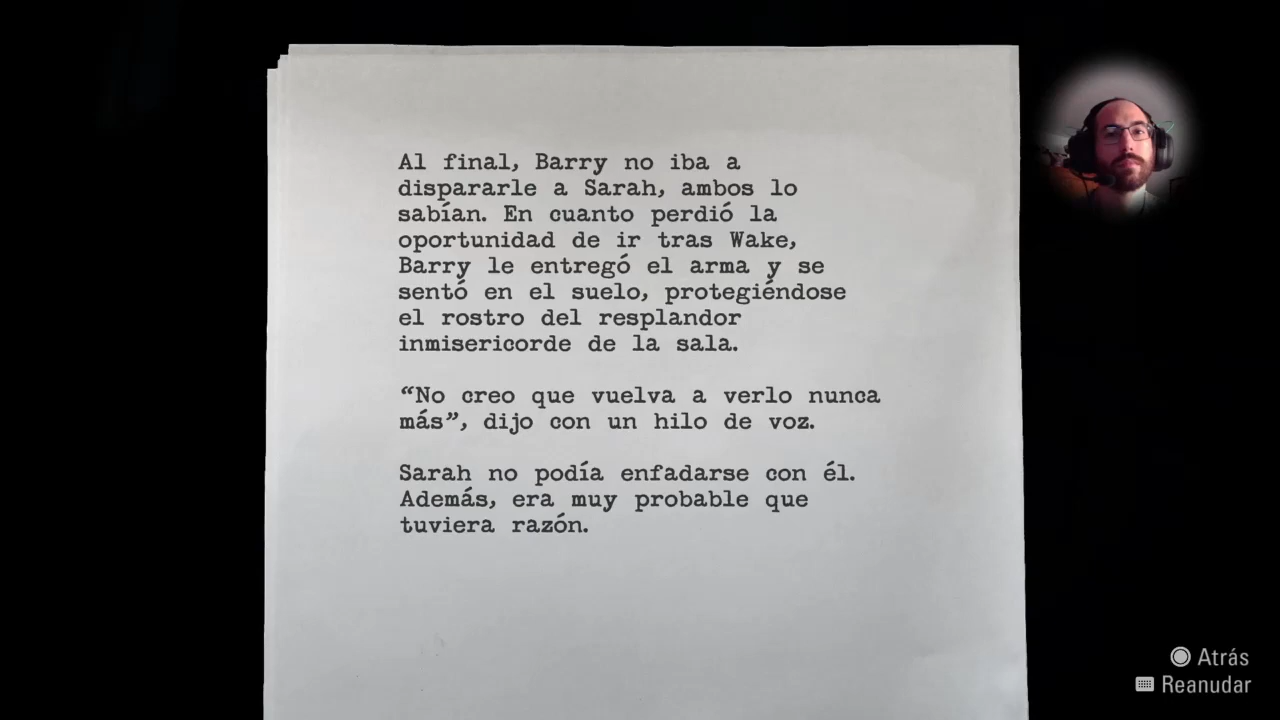 Al final, Barry no iba a
dispararle a Sarah, ambos lo
sabían. En cuanto perdió la
oportunidad de ir tras Wake,
Barry le entregó el arma y se
sentó en el suelo, protegiéndose
el rostro del resplandor
inmisericorde de la sala.
“No creo que vuelva a verlo nunca
más”, dijo con un hilo de voz.
Sarah no podía enfadarse con él.
Además, era muy probable que
tuviera razón.
Atrás
Reanudar